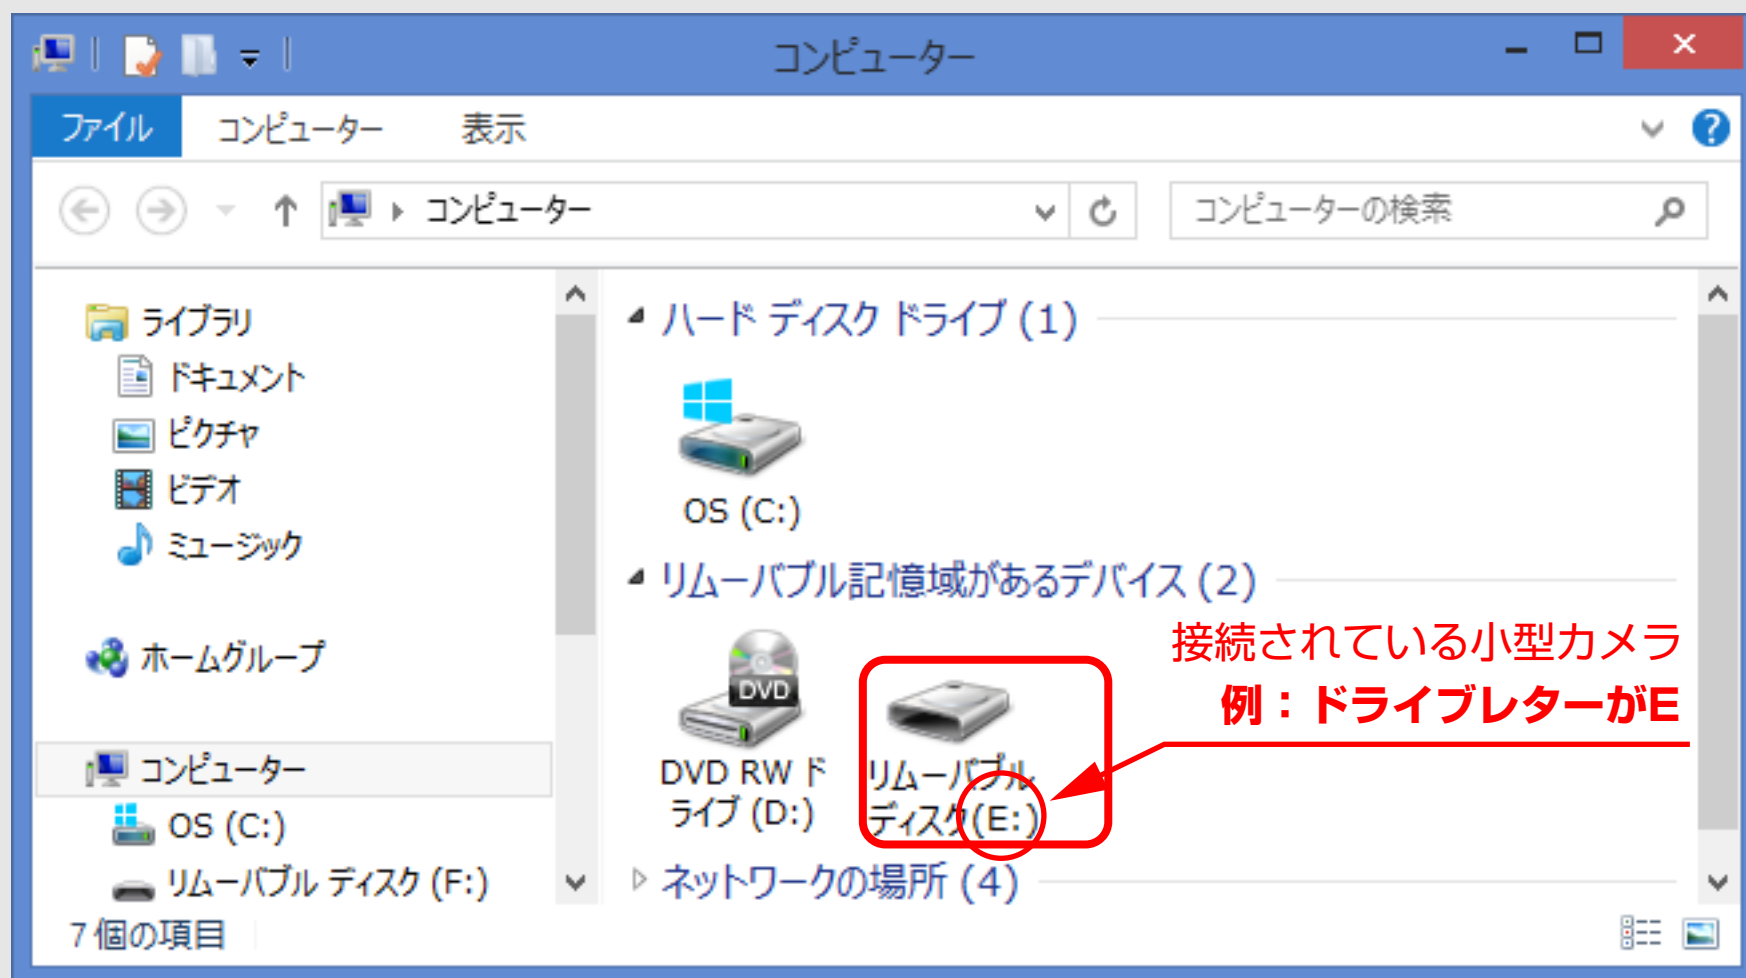 コンピューター
ファイル コンピューター 表示
コンピューター
コンピューターの検索
ライブラリ
ドキュメント
ピクチャ
ビデオ
ミュージック
ホームグループ
コンピューター
OS (C:)
リムーバブル ディスク (F:)
ハード ディスク ドライブ (1)
OS (C:)
リムーバブル記憶域があるデバイス (2)
接続されている小型カメラ
例：ドライブレターがE
DVD
DVD RW ド
ライブ (D:)
リムーバブル
ディスク(E:)
ネットワークの場所 (4)
7 個の項目